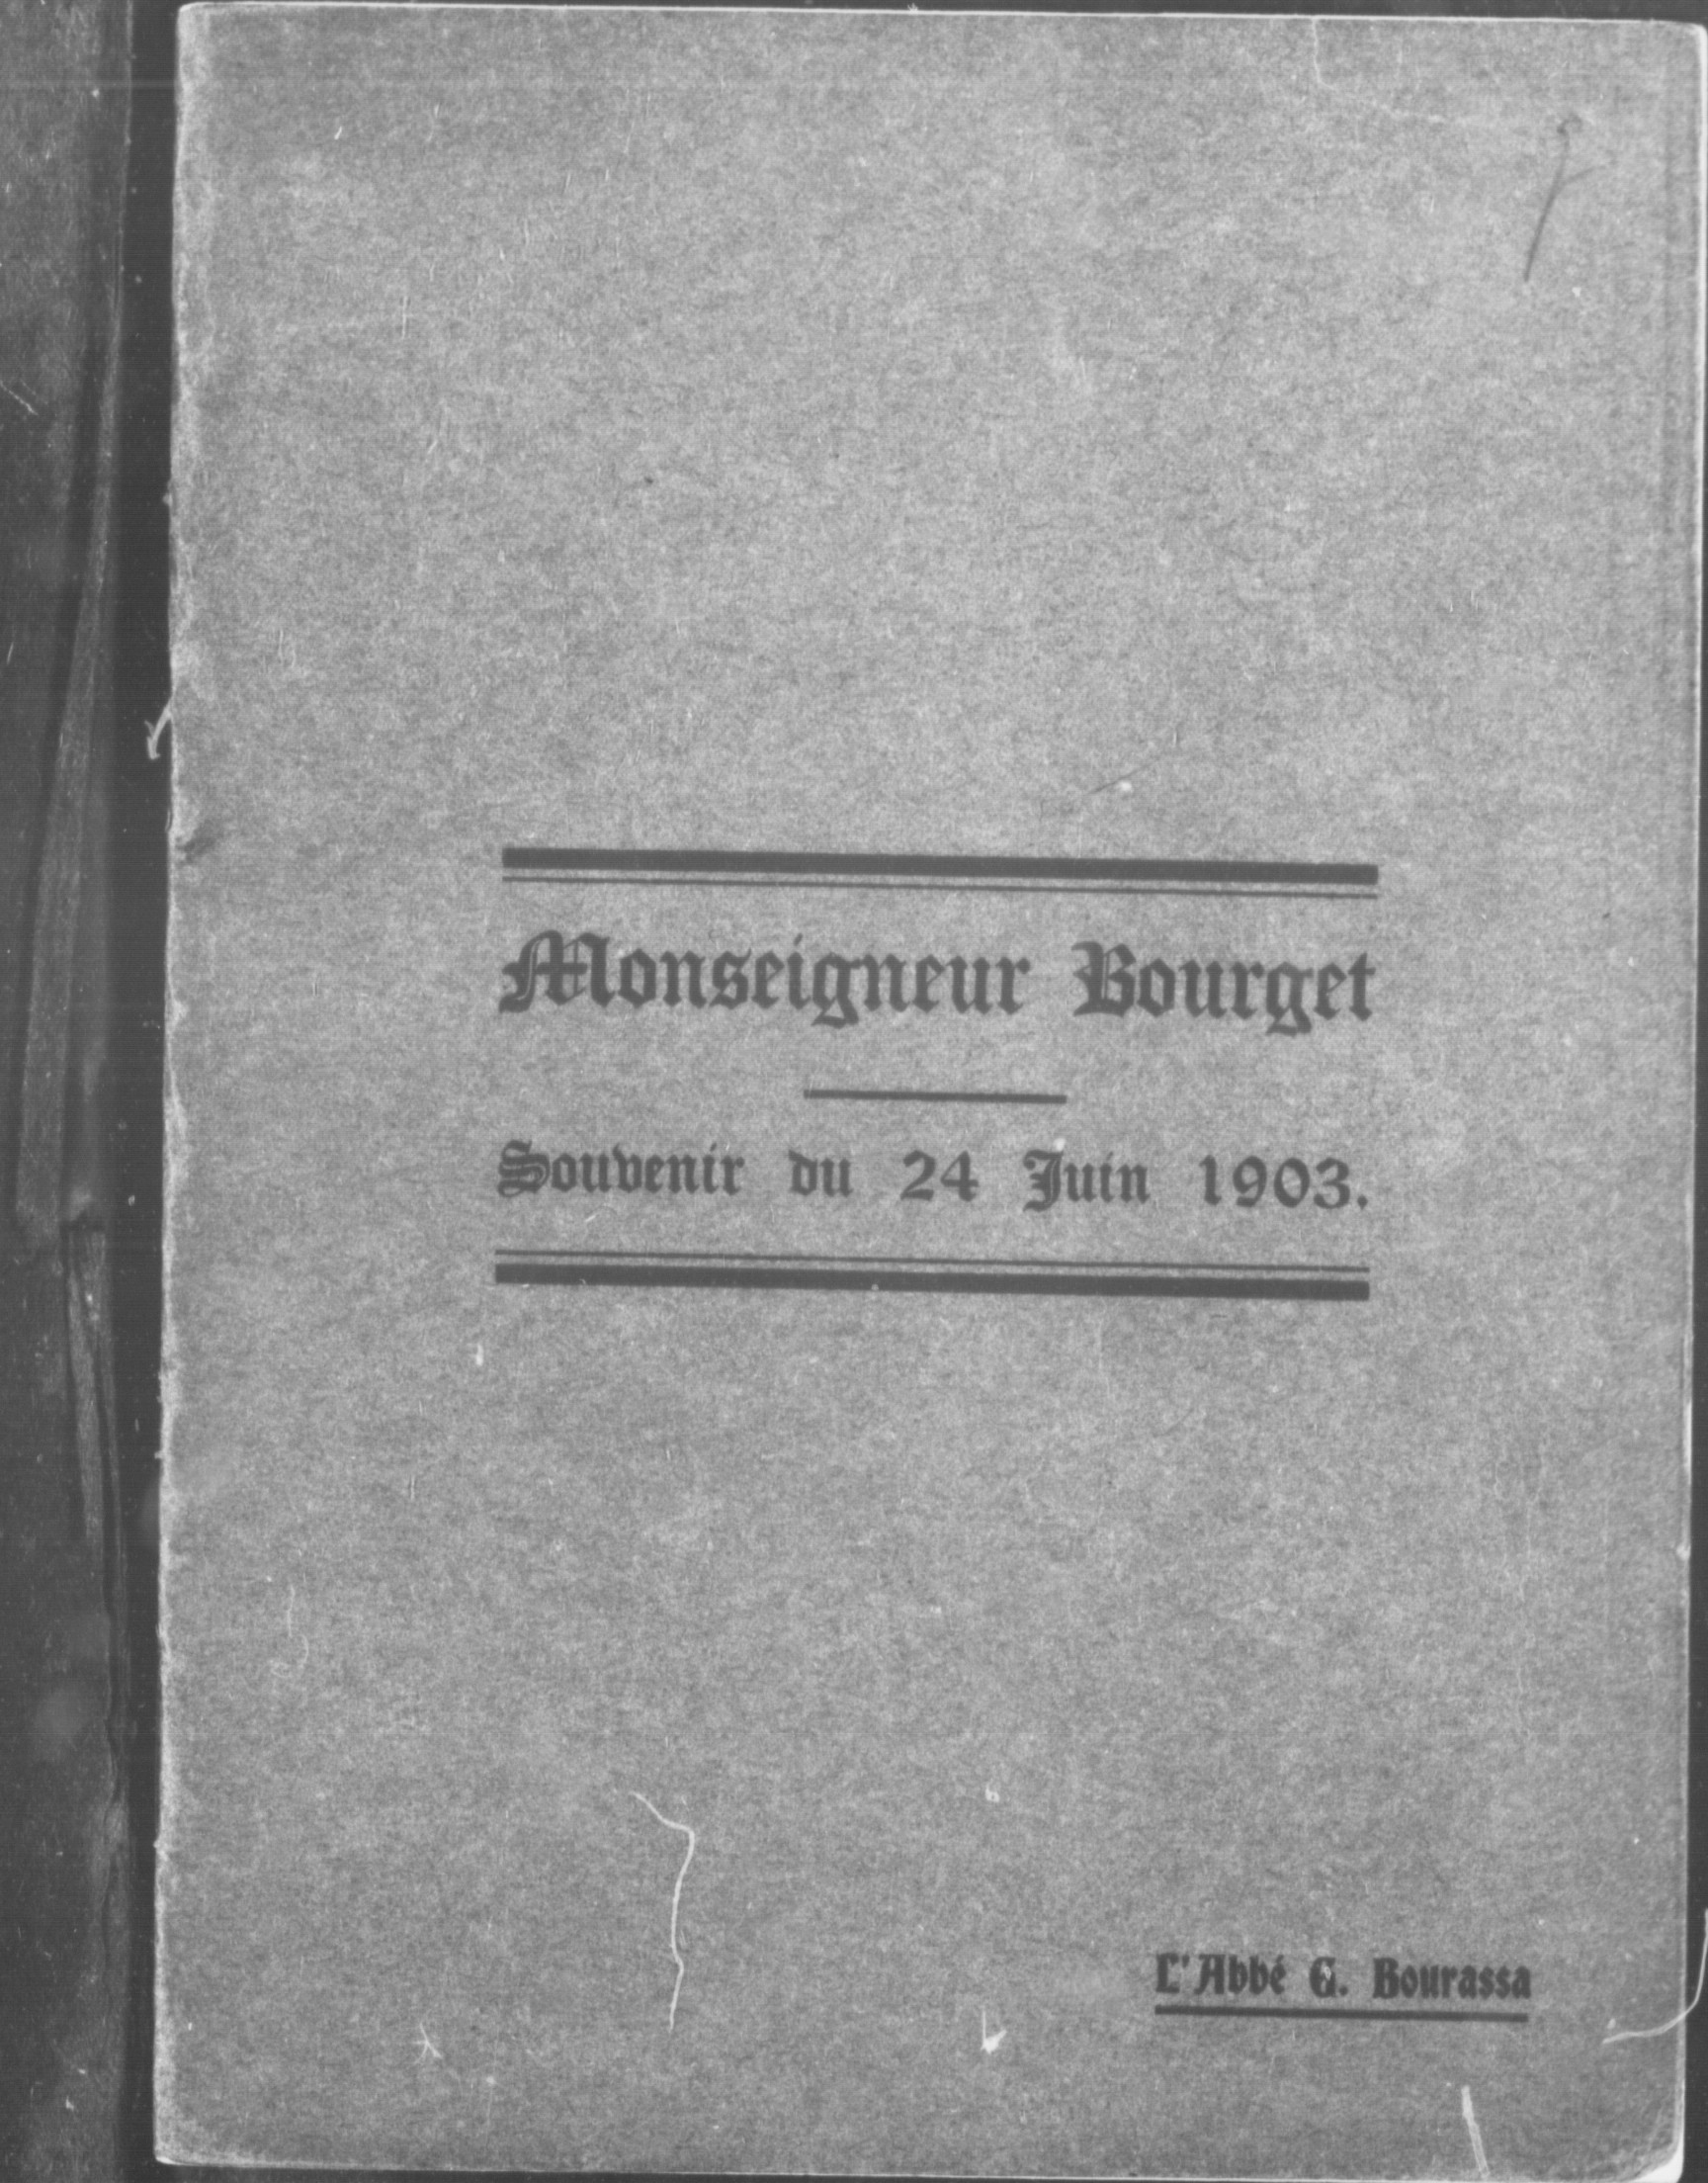 Monseigneur Bourget
Souvenir du 24 Juin 1903.
L'Abbé G. Bourassa